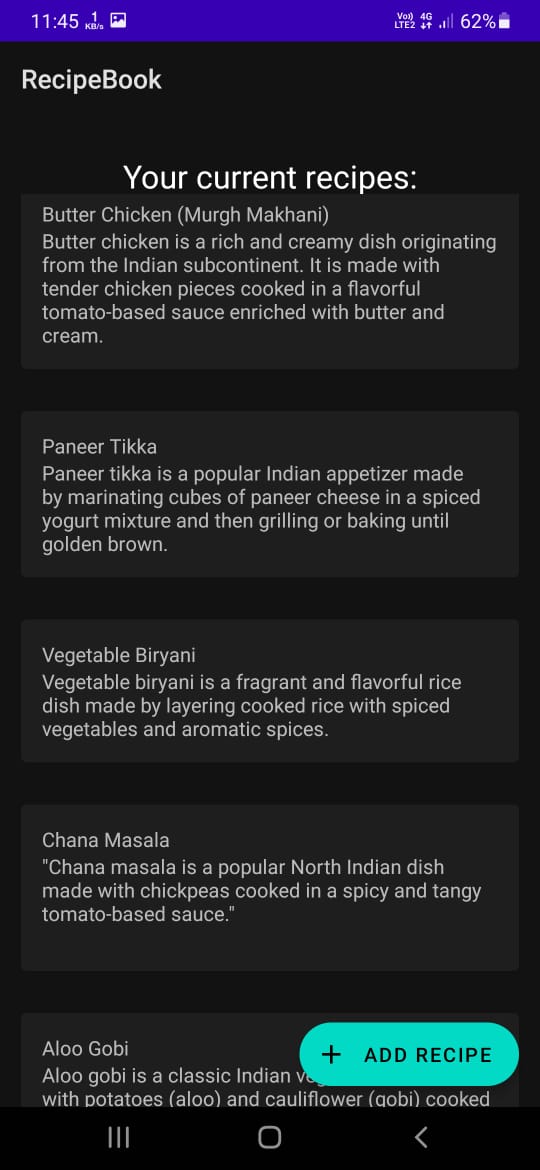 11:45 1 KB/s Vo) LTE2 4G 62%
RecipeBook
Your current recipes:
Butter Chicken (Murgh Makhani)
Butter chicken is a rich and creamy dish originating
from the Indian subcontinent. It is made with
tender chicken pieces cooked in a flavorful
tomato-based sauce enriched with butter and
cream.
Paneer Tikka
Paneer tikka is a popular Indian appetizer made
by marinating cubes of paneer cheese in a spiced
yogurt mixture and then grilling or baking until
golden brown.
Vegetable Biryani
Vegetable biryani is a fragrant and flavorful rice
dish made by layering cooked rice with spiced
vegetables and aromatic spices.
Chana Masala
"Chana masala is a popular North Indian dish
made with chickpeas cooked in a spicy and tangy
tomato-based sauce."
Aloo Gobi
+ ADD RECIPE
Aloo gobi is a classic Indian
with potatoes (aloo) and cauliflower (gobi) cooked